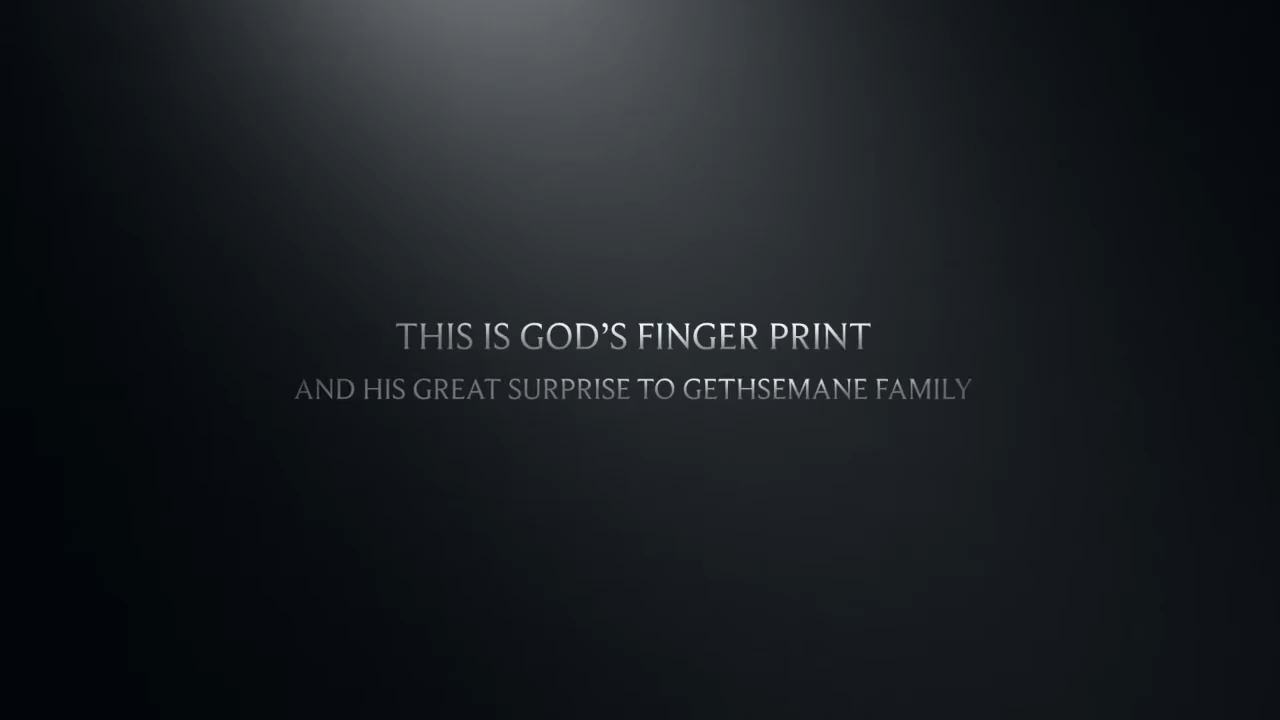 THIS IS GOD’S FINGER PRINT
AND HIS GREAT SURPRISE TO GETHSEMANE FAMILY